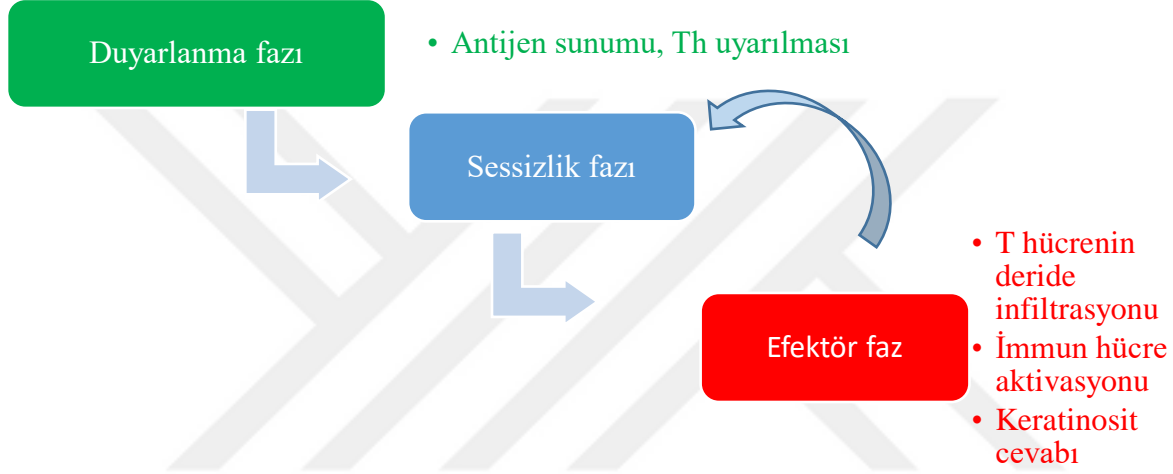 Duyarlanma fazı
• Antijen sunumu, Th uyarılması
Sessizlik fazı
Efektör faz
• T hücrenin
deride
infiltrasyonu
• İmmun hücre
aktivasyonu
• Keratinosit
cevabı